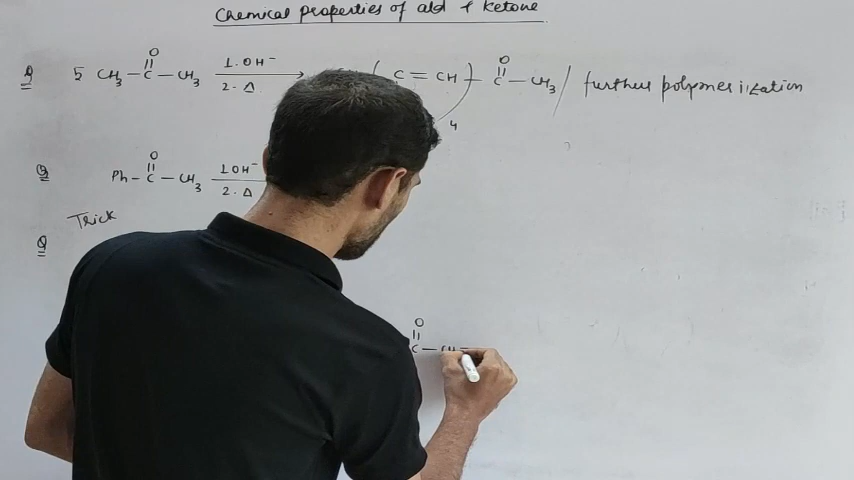 Chemical properties of ald & ketone
Q 5 CH3-C(=O)-CH3 1. OH⁻ / 2. Δ → (C=CH)4-C(=O)-CH3 / further polymerization
Q Ph-C(=O)-CH3 1. OH⁻ / 2. Δ
Trick
Q
O
C-CH